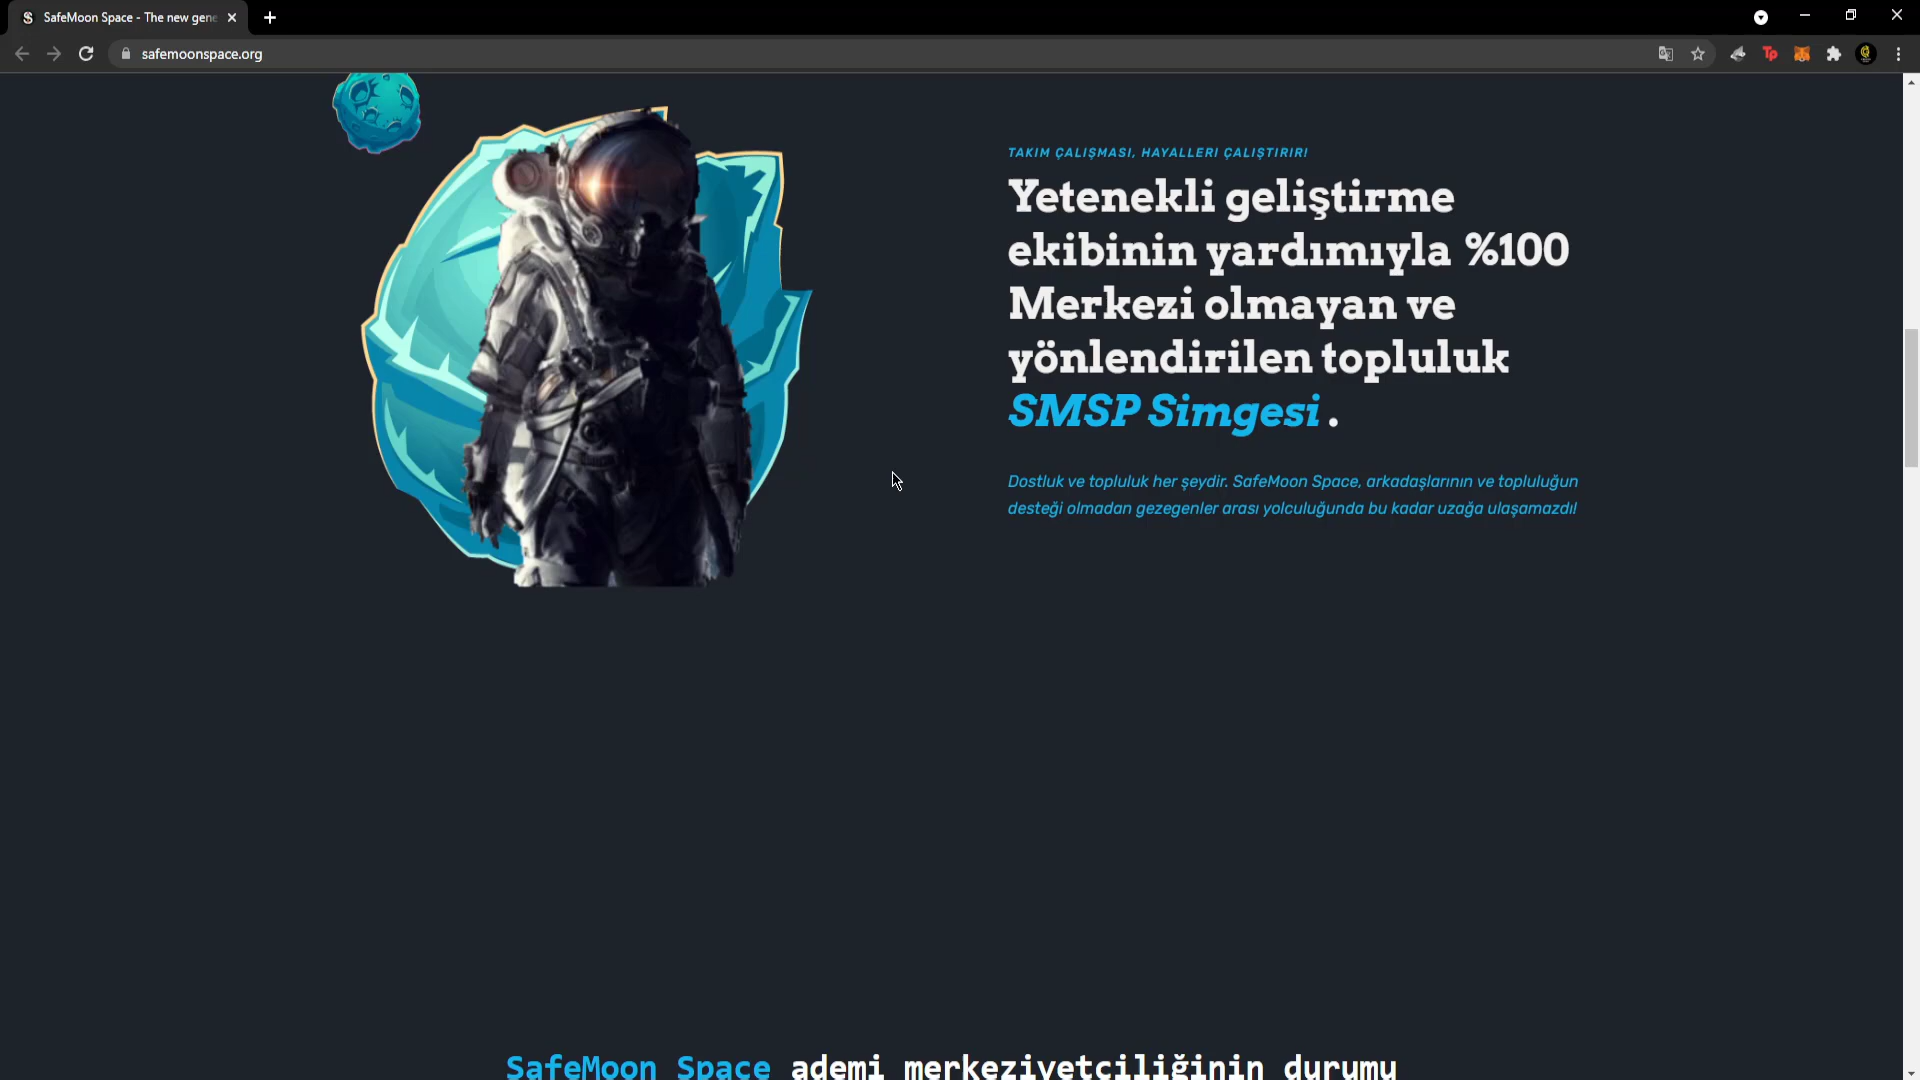 SafeMoon Space - The new gene
safemoonspace.org
Tp
TAKIM ÇALIŞMASI, HAYALLERI ÇALIŞTIRIR!
Yetenekli geliştirme
ekibinin yardımıyla %100
Merkezi olmayan ve
yönlendirilen topluluk
SMSP Simgesi .
Dostluk ve topluluk her şeydir. SafeMoon Space, arkadaşlarının ve topluluğun
desteği olmadan gezegenler arası yolculuğunda bu kadar uzağa ulaşamazdı!
SafeMoon Space ademi merkeziyetçiliğinin durumu